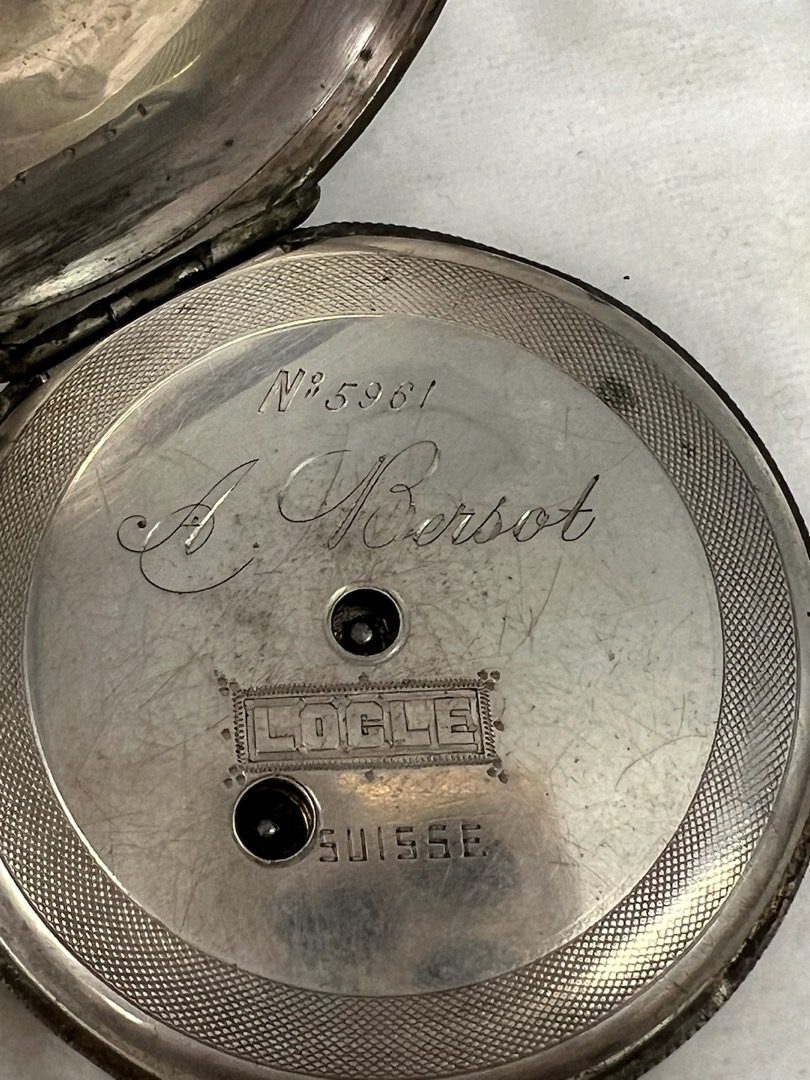 Nº 5961
A. Bersot
LOCLE
SUISSE